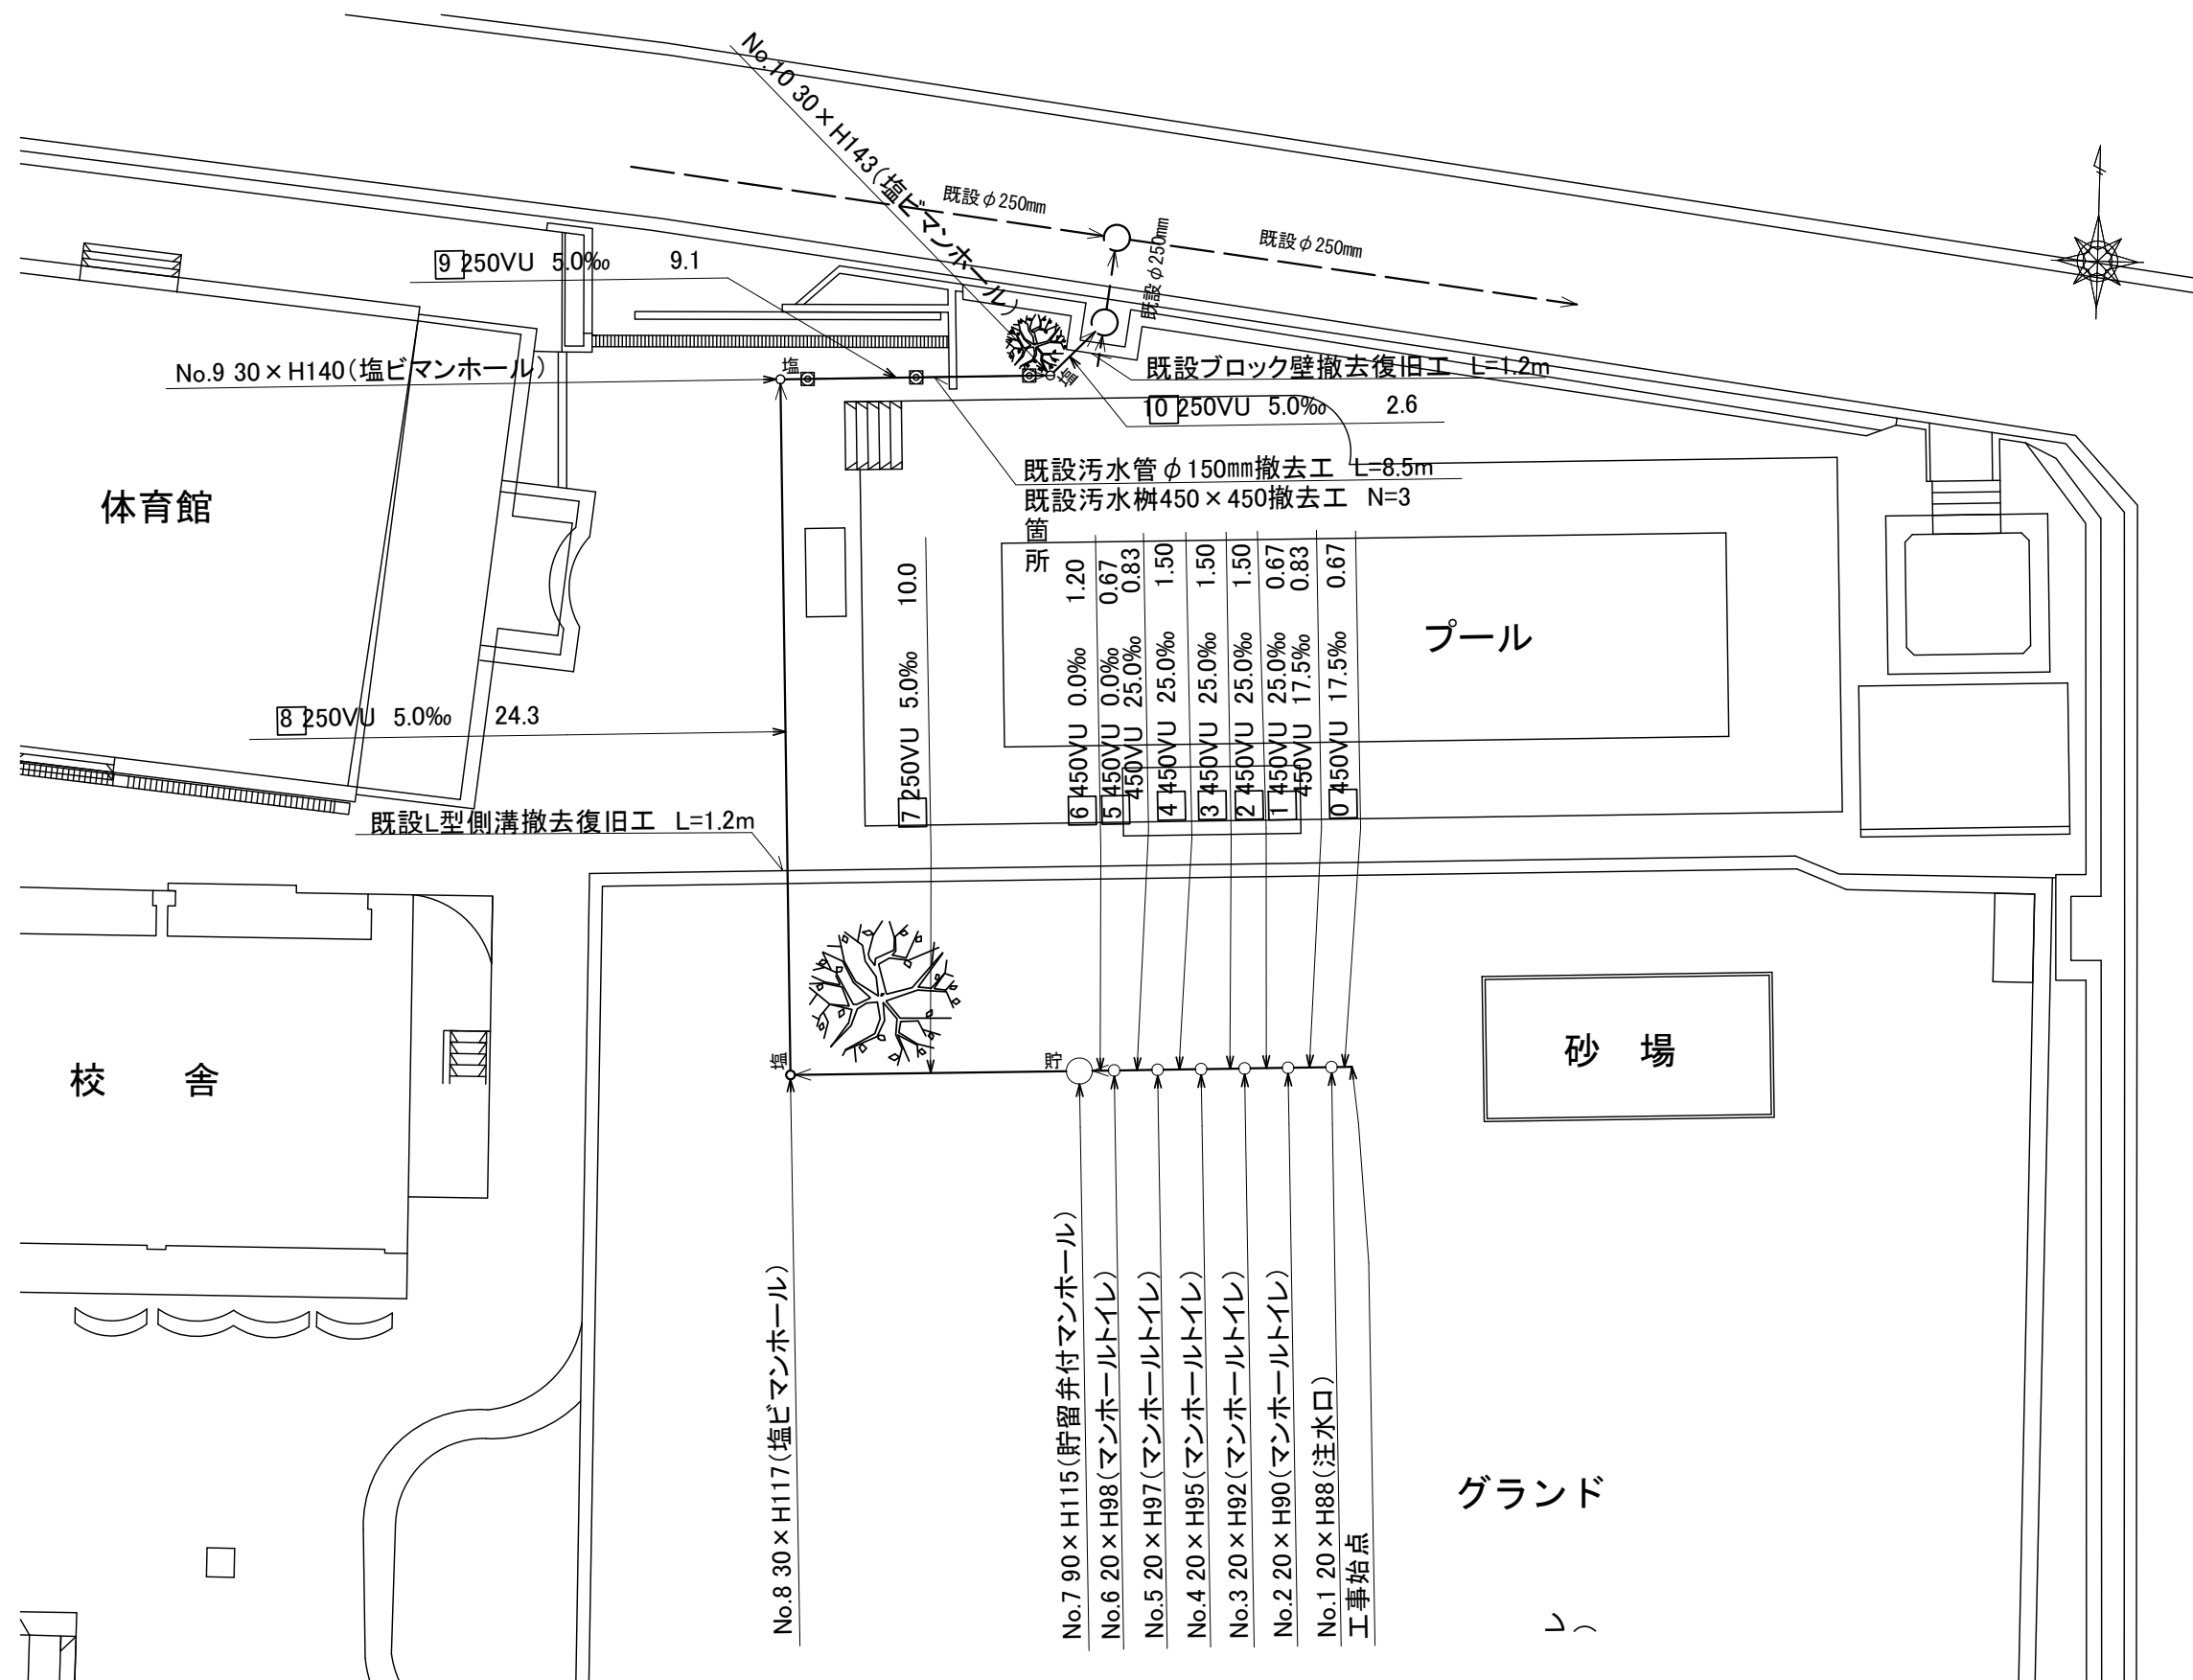 No.10 30×H143(塩ビマンホール)
既設φ250mm
既設φ250mm
既設φ250mm
9 250VU 5.0‰ 9.1
No.9 30×H140(塩ビマンホール)
塩
塩
既設ブロック壁撤去復旧工 L=1.2m
10 250VU 5.0‰ 2.6
既設汚水管φ150mm撤去工 L=8.5m
既設汚水桝450×450撤去工 N=3
箇
所
体育館
プール
8 250VU 5.0‰ 24.3
7 250VU 5.0‰ 10.0
6 450VU 0.0‰ 1.20
5 450VU 0.0‰ 0.67
450VU 25.0‰ 0.83
4 450VU 25.0‰ 1.50
3 450VU 25.0‰ 1.50
2 450VU 25.0‰ 1.50
1 450VU 25.0‰ 0.67
450VU 17.5‰ 0.83
0 450VU 17.5‰ 0.67
既設L型側溝撤去復旧工 L=1.2m
塩
貯
砂 場
校 舎
No.8 30×H117(塩ビマンホール)
No.7 90×H115(貯留弁付マンホール)
No.6 20×H98(マンホールトイレ)
No.5 20×H97(マンホールトイレ)
No.4 20×H95(マンホールトイレ)
No.3 20×H92(マンホールトイレ)
No.2 20×H90(マンホールトイレ)
No.1 20×H88(注水口)
工事始点
グランド